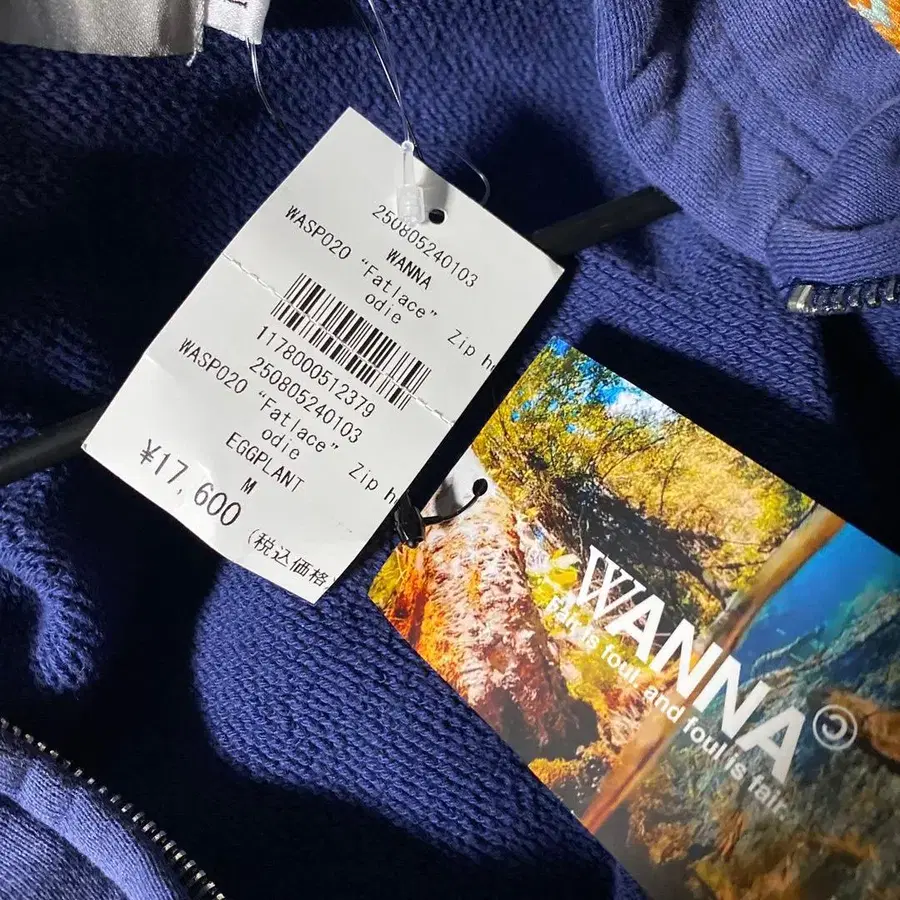 250805240103
WANNA
WASP020 “Fatlace” Zip h
odie
1178000512379
250805240103
WASP020 “Fatlace” Zip h
odie
EGGPLANT
M
¥17,600
(税込価格)
WANNA
fair is foul, and foul is fair.